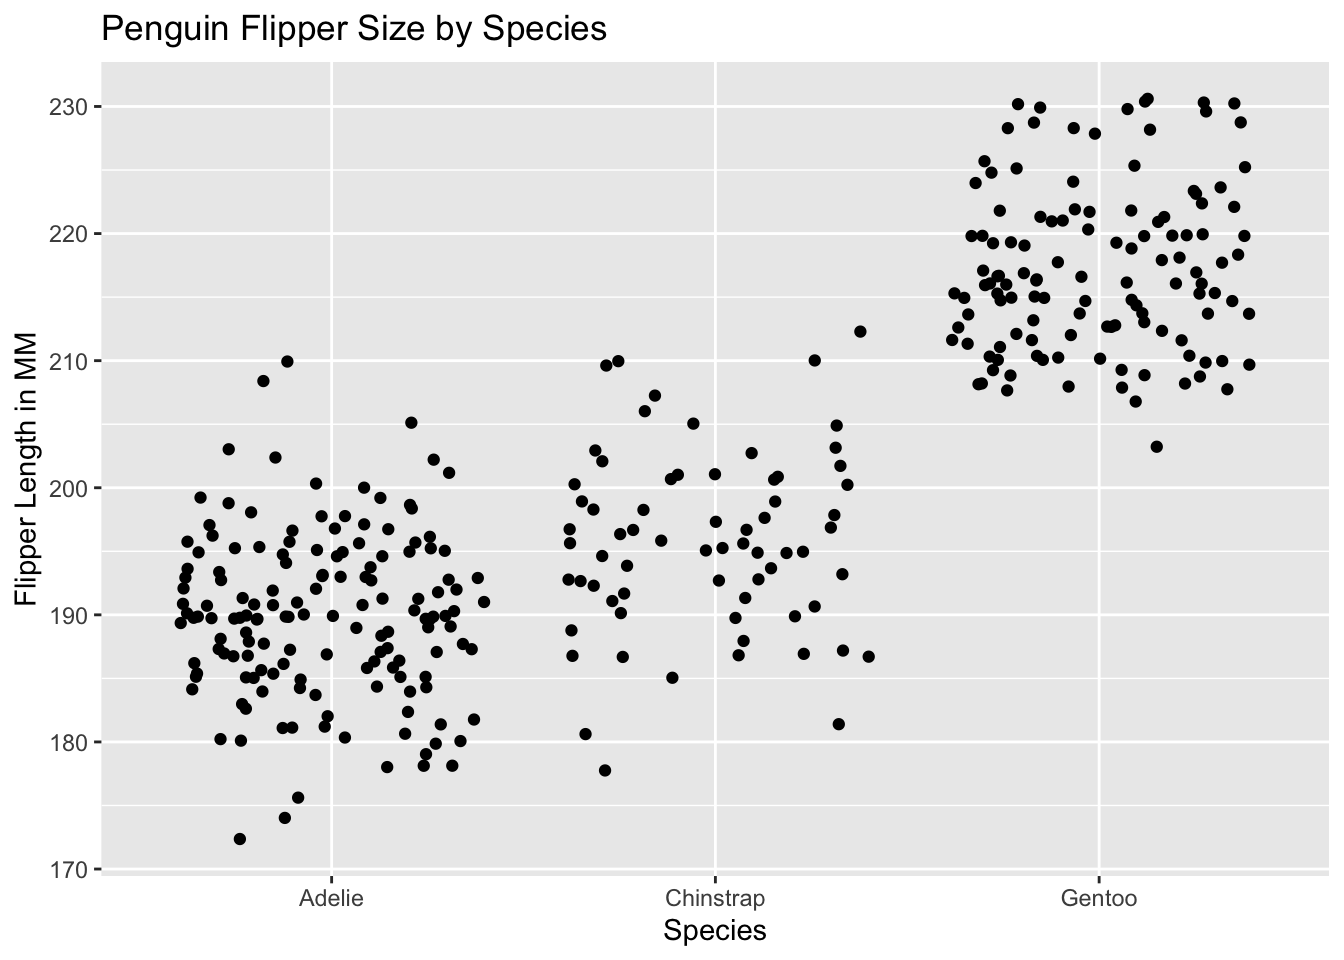 Penguin Flipper Size by Species
Flipper Length in MM
230
220
210
200
190
180
170
Adelie Chinstrap Gentoo
Species